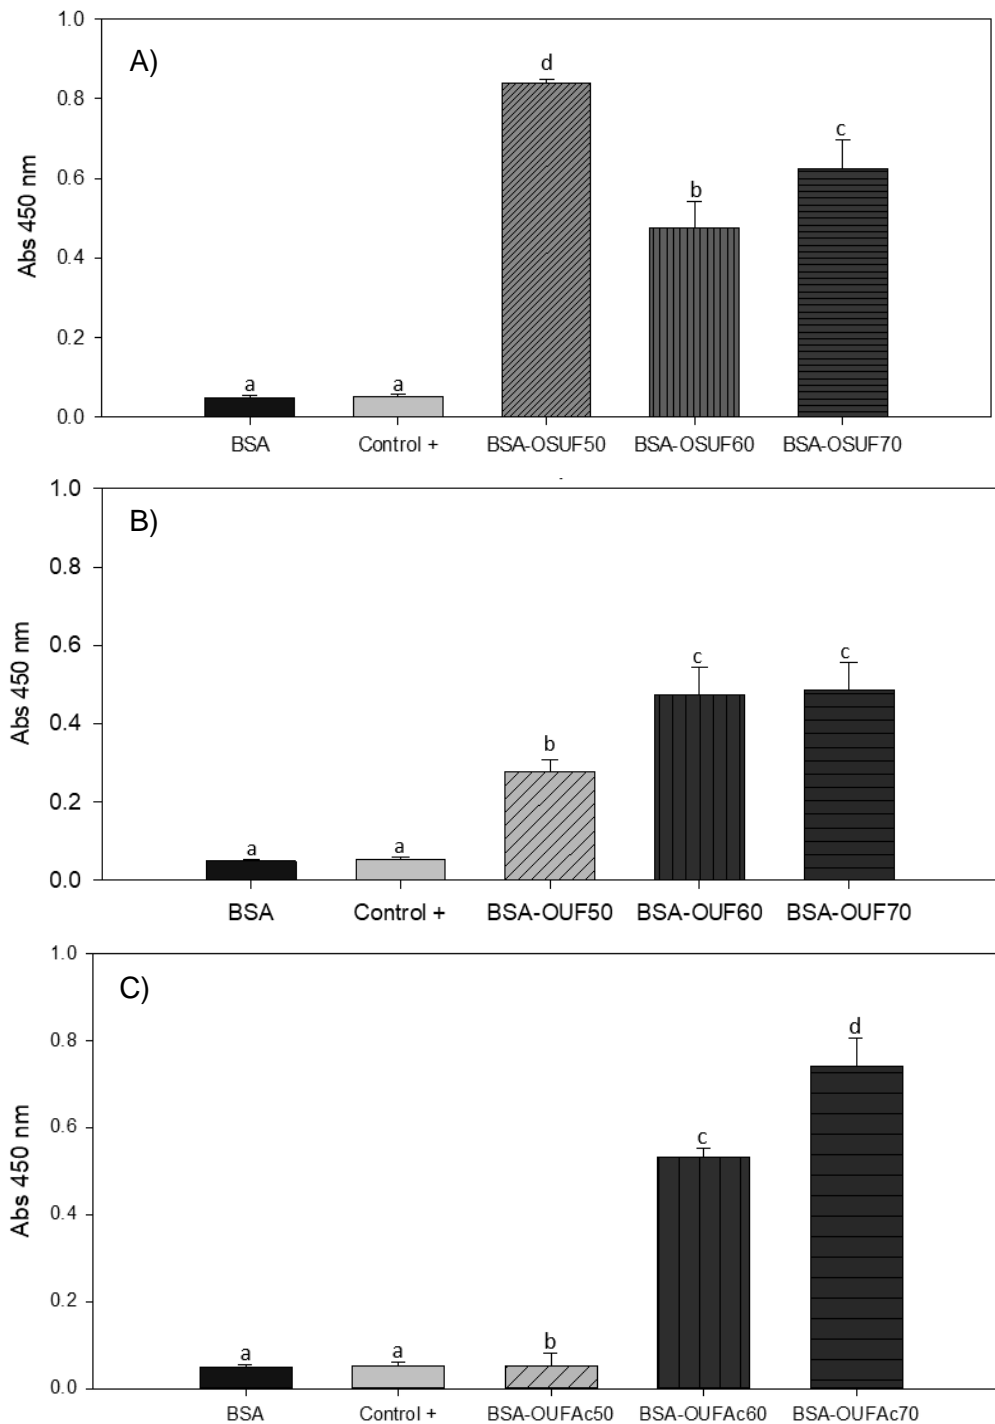 A)
1.0
0.8
0.6
0.4
0.2
0.0
Abs 450 nm
a
a
d
b
c
BSA
Control +
BSA-OSUF50
BSA-OSUF60
BSA-OSUF70
B)
1.0
0.8
0.6
0.4
0.2
0.0
Abs 450 nm
a
a
b
c
c
BSA
Control +
BSA-OUF50
BSA-OUF60
BSA-OUF70
C)
1.0
0.8
0.6
0.4
0.2
0.0
Abs 450 nm
a
a
b
c
d
BSA
Control +
BSA-OUFAc50
BSA-OUFAc60
BSA-OUFAc70